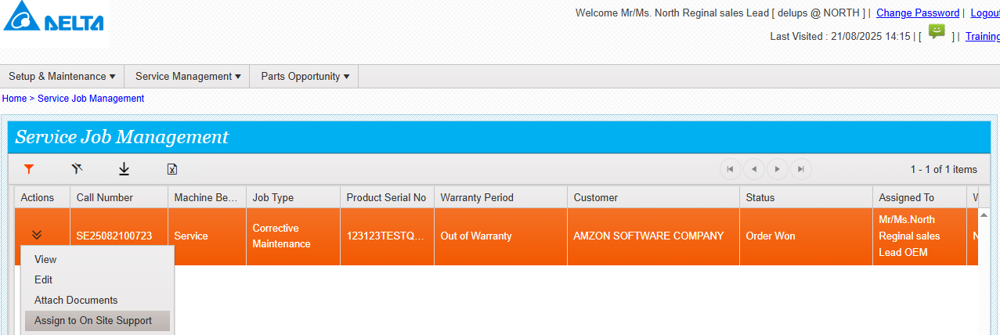 DELTA
Welcome Mr/Ms. North Reginal sales Lead [ delups @ NORTH ] | Change Password | Logout
Last Visited : 21/08/2025 14:15 | [ ] | Training
Setup & Maintenance Service Management Parts Opportunity
Home > Service Job Management
Service Job Management
1 - 1 of 1 items
Actions Call Number Machine Be... Job Type Product Serial No Warranty Period Customer Status Assigned To
SE25082100723 Service Corrective Maintenance 123123TESTQ... Out of Warranty AMZON SOFTWARE COMPANY Order Won Mr/Ms.North Reginal sales Lead OEM
View
Edit
Attach Documents
Assign to On Site Support